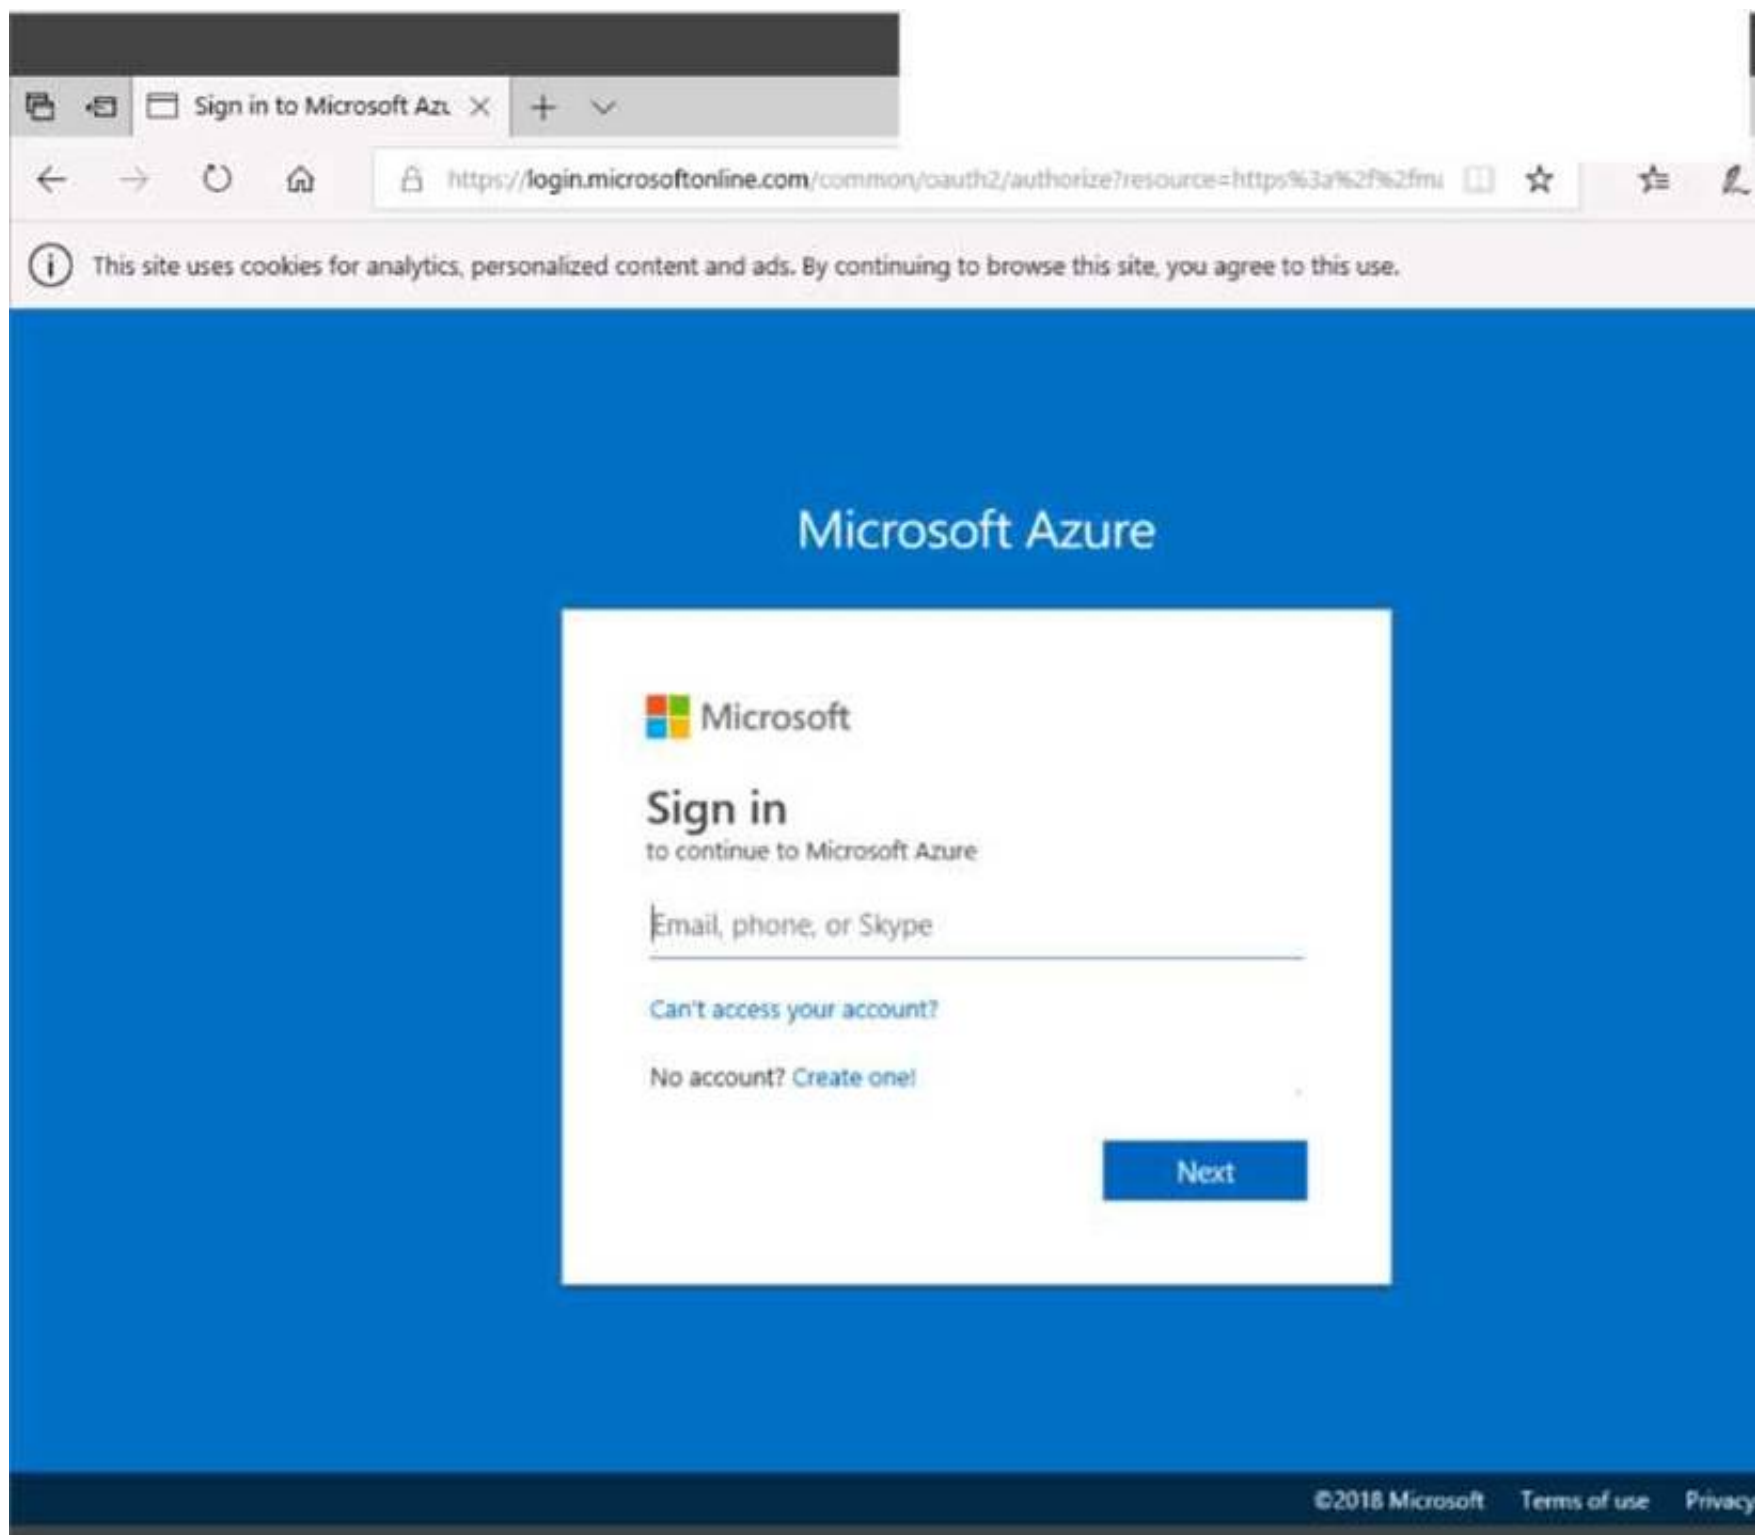 Sign in to Microsoft Azu
https://login.microsoftonline.com/common/oauth2/authorize?resource=https%3a%2f%2fma
This site uses cookies for analytics, personalized content and ads. By continuing to browse this site, you agree to this use.
Microsoft Azure
Microsoft
Sign in
to continue to Microsoft Azure
Email, phone, or Skype
Can't access your account?
No account? Create one!
Next
©2018 Microsoft Terms of use Privacy